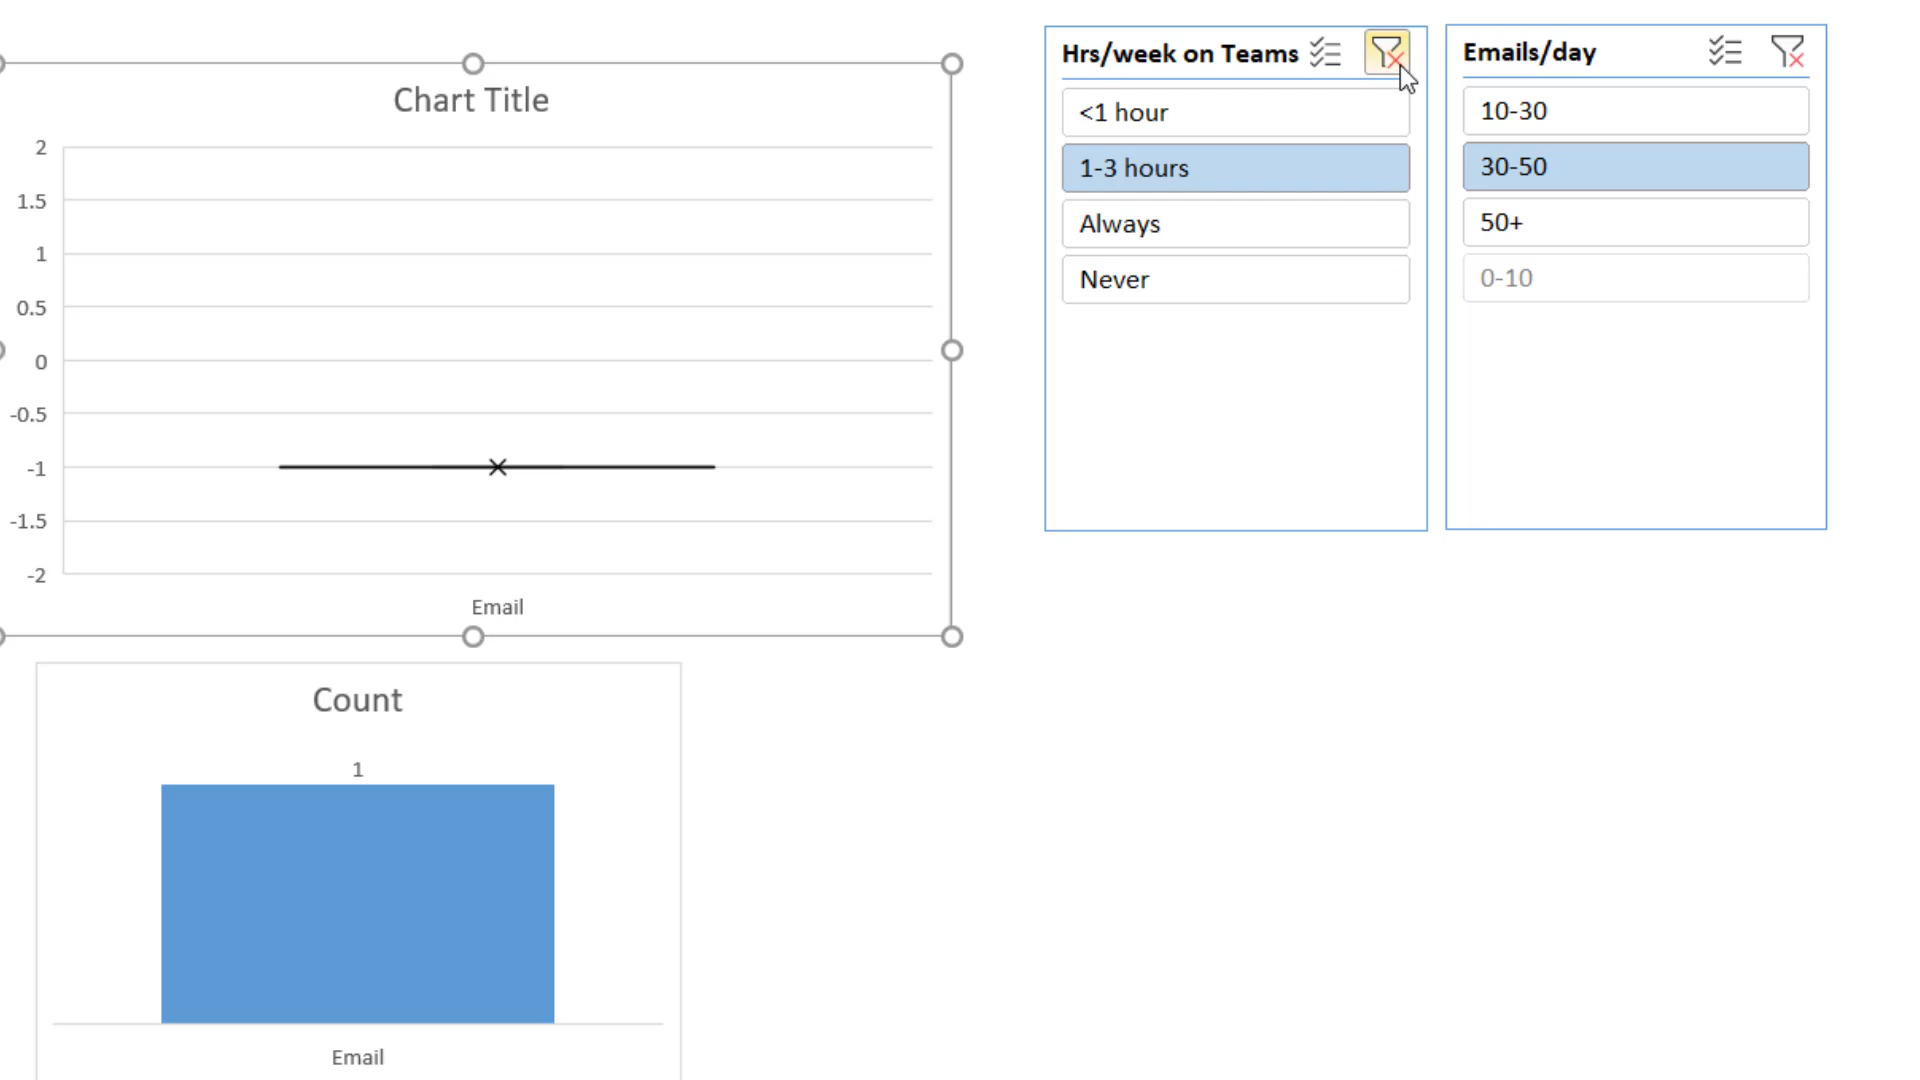 Chart Title
2
1.5
1
0.5
0
-0.5
-1
-1.5
-2
Email
Count
1
Email
Hrs/week on Teams
<1 hour
1-3 hours
Always
Never
Emails/day
10-30
30-50
50+
0-10